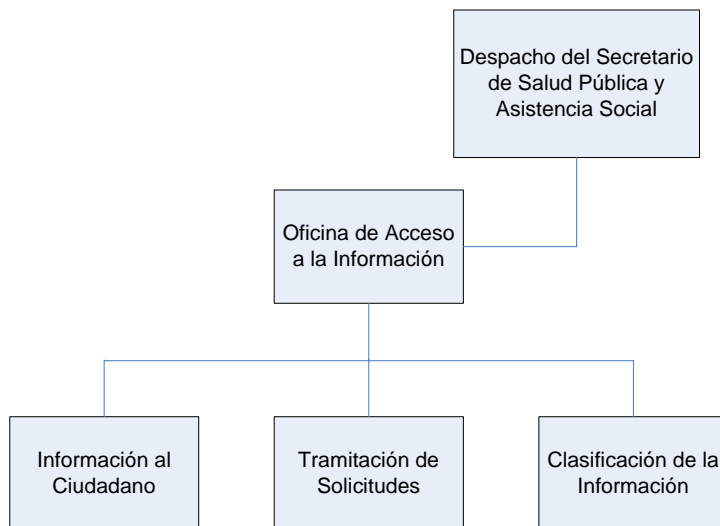 Despacho del Secretario
de Salud Pública y
Asistencia Social
Oficina de Acceso
a la Información
Información al
Ciudadano
Tramitación de
Solicitudes
Clasificación de la
Información